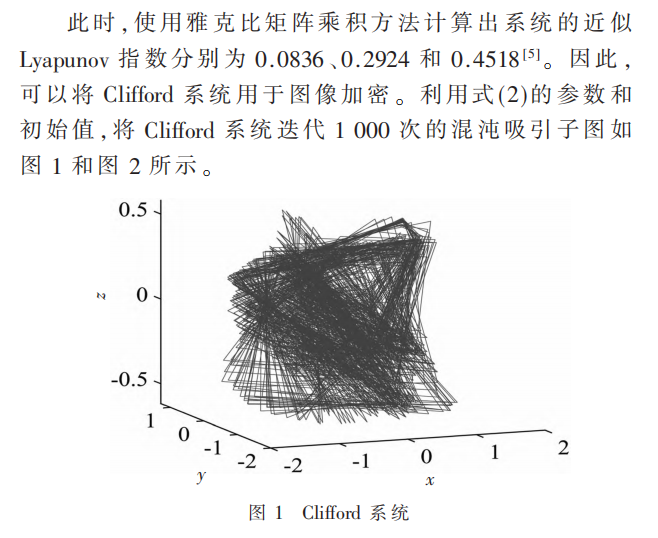 此时,使用雅克比矩阵乘积方法计算出系统的近似
Lyapunov 指数分别为 0.0836、0.2924 和 0.4518[5]。因此,
可以将 Clifford 系统用于图像加密。利用式(2)的参数和
初始值,将 Clifford 系统迭代 1 000 次的混沌吸引子图如
图 1 和图 2 所示。
0.5
z
0
-0.5
1
0
-1
-2
y
-2
-1
0
1
2
x
图 1 Clifford 系统